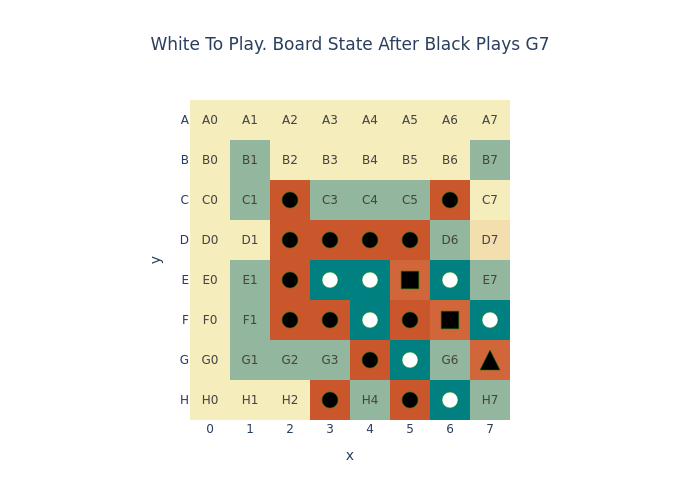 White To Play. Board State After Black Plays G7
A A0 A1 A2 A3 A4 A5 A6 A7
B B0 B1 B2 B3 B4 B5 B6 B7
C C0 C1 C3 C4 C5 C7
y
D D0 D1 D6 D7
E E0 E1 E7
F F0 F1
G G0 G1 G2 G3 G6
H H0 H1 H2 H4 H7
0 1 2 3 4 5 6 7
x